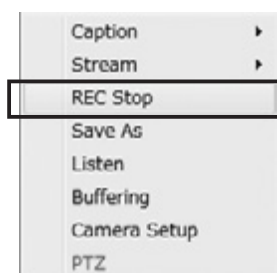 Caption
Stream
REC Stop
Save As
Listen
Buffering
Camera Setup
PTZ